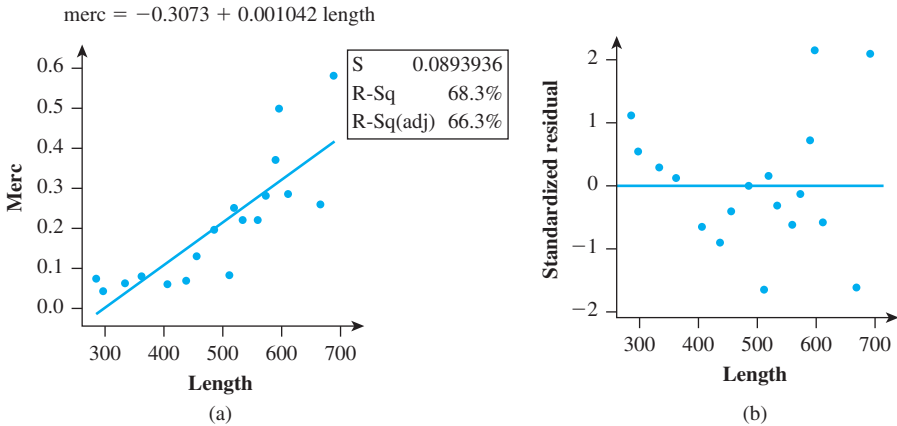 merc = −0.3073 + 0.001042 length
S 0.0893936
R-Sq 68.3%
R-Sq(adj) 66.3%
Merc
0.6
0.5
0.4
0.3
0.2
0.1
0.0
300 400 500 600 700
Length
(a)
Standardized residual
2
1
0
−1
−2
300 400 500 600 700
Length
(b)